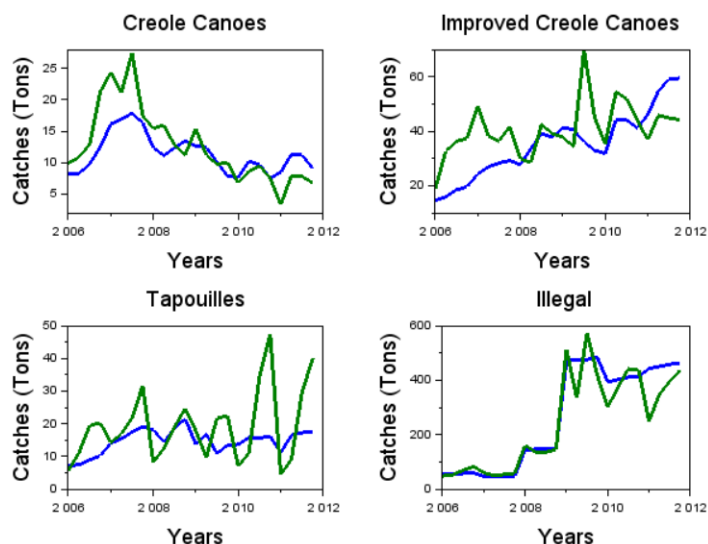 Creole Canoes
Improved Creole Canoes
Catches (Tons)
25
20
15
10
5
2 006
2 008
2 010
2 012
Years
Catches (Tons)
60
40
20
2 006
2 008
2 010
2 012
Years
Tapouilles
Illegal
Catches (Tons)
50
40
30
20
10
0
2 006
2 008
2 010
2 012
Years
Catches (Tons)
600
400
200
0
2 006
2 008
2 010
2 012
Years